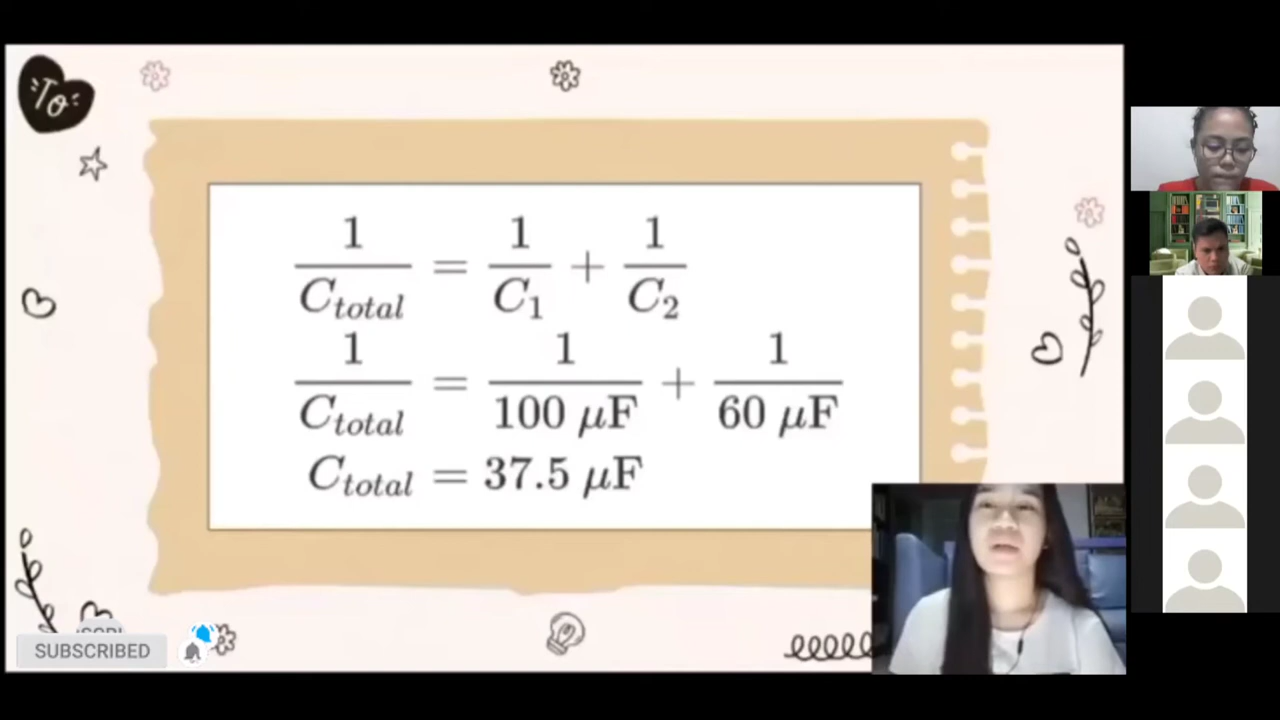 To
1/C_total = 1/C_1 + 1/C_2
1/C_total = 1/100 μF + 1/60 μF
C_total = 37.5 μF
SUBSCRIBED